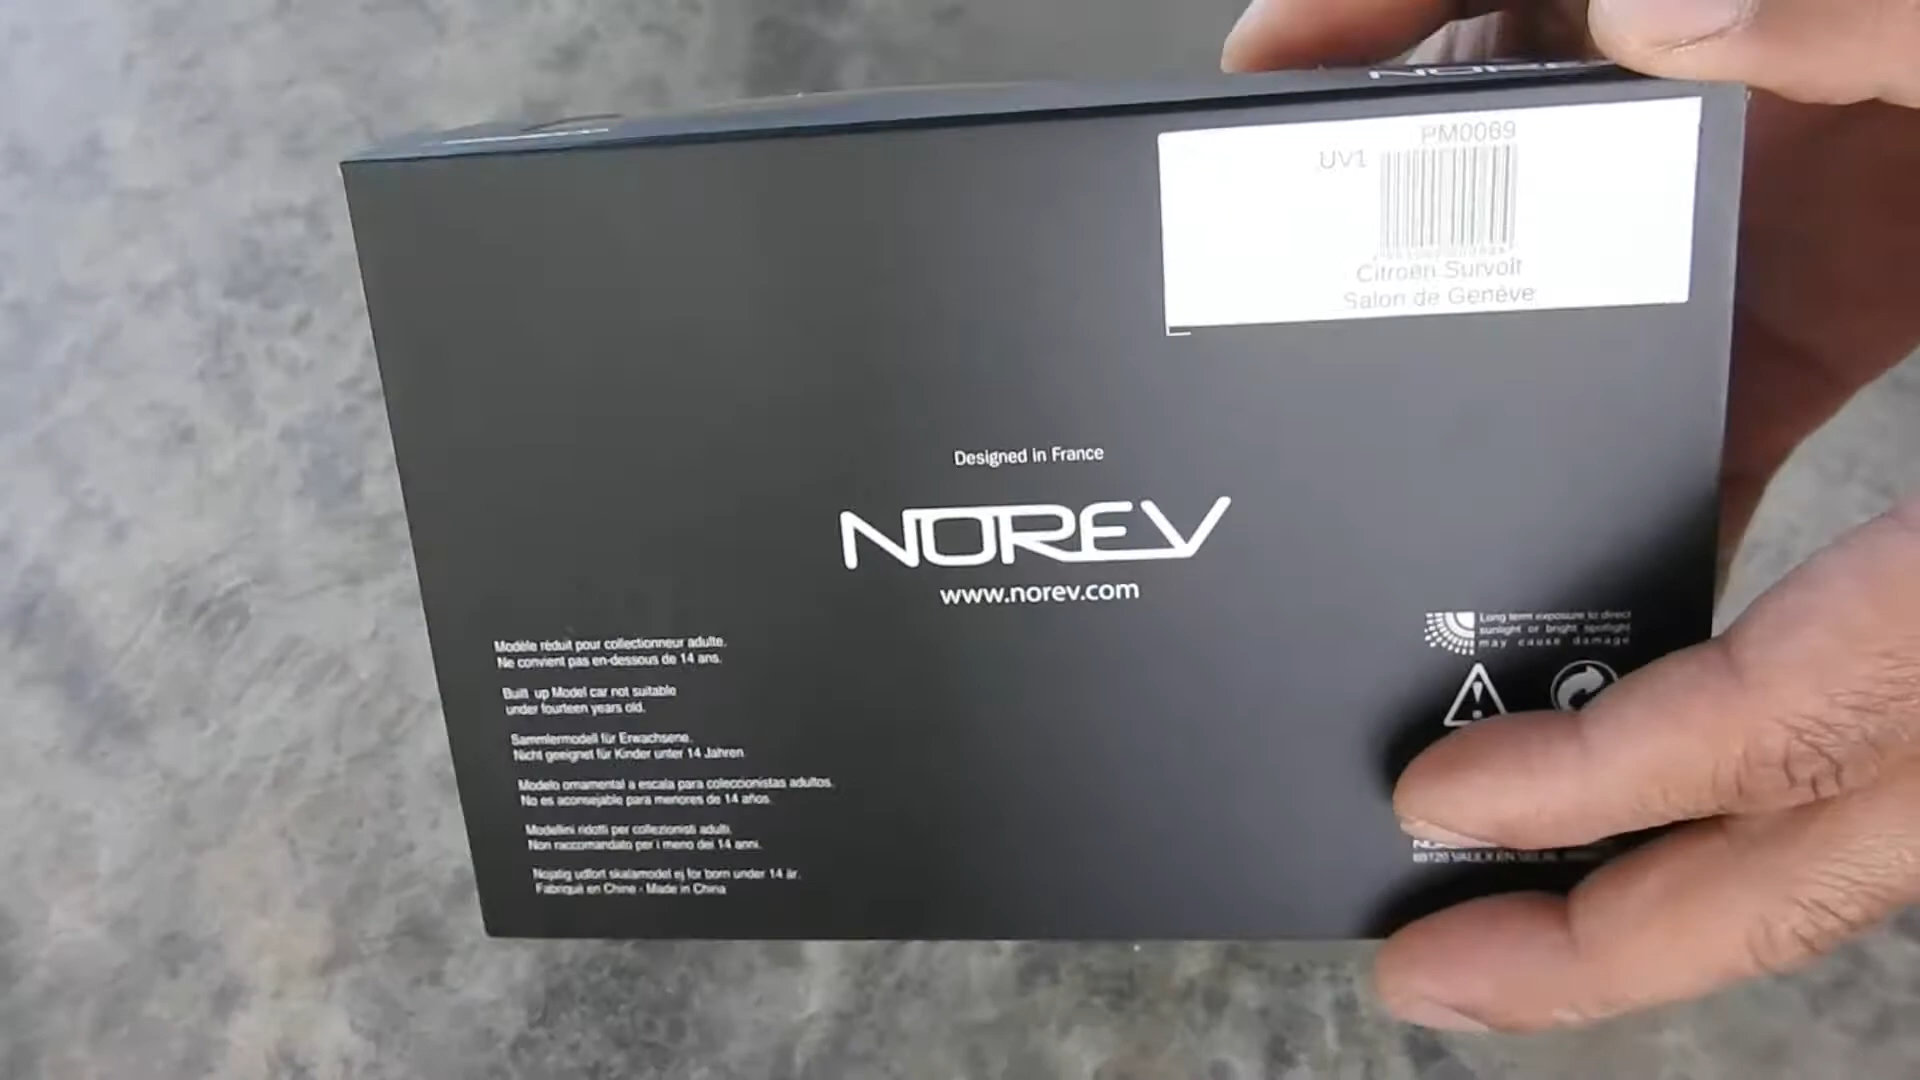 NOREV
PM0069
UV1
Citroën Survolt
Salon de Genève
Designed in France
NOREV
www.norev.com
Modèle réduit pour collectionneur adulte.
Ne convient pas en-dessous de 14 ans.
Built up Model car not suitable
under fourteen years old.
Sammlermodell für Erwachsene.
Nicht geeignet für Kinder unter 14 Jahren
Modelo ornamental a escala para coleccionistas adultos.
No es aconsejable para menores de 14 años.
Modellini ridotti per collezionisti adulti.
Non raccomandato per i meno dei 14 anni.
Nojatig udfort skalamodel ej for born under 14 år.
Fabriqué en Chine - Made in China
Long term exposure to direct
sunlight or bright spotlight
may cause damage